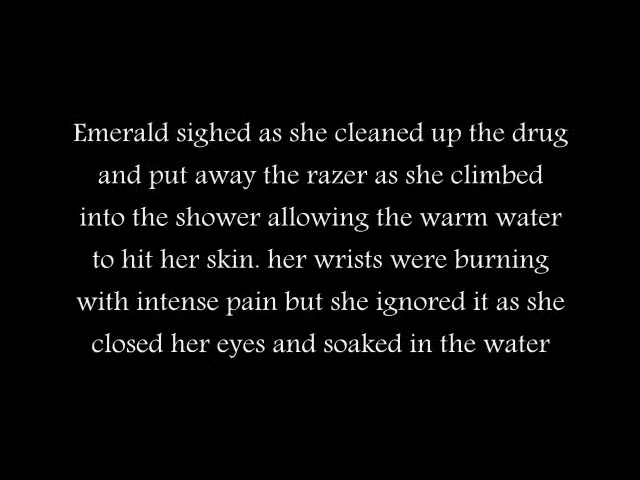 Emerald sighed as she cleaned up the drug
and put away the razer as she climbed
into the shower allowing the warm water
to hit her skin. her wrists were burning
with intense pain but she ignored it as she
closed her eyes and soaked in the water